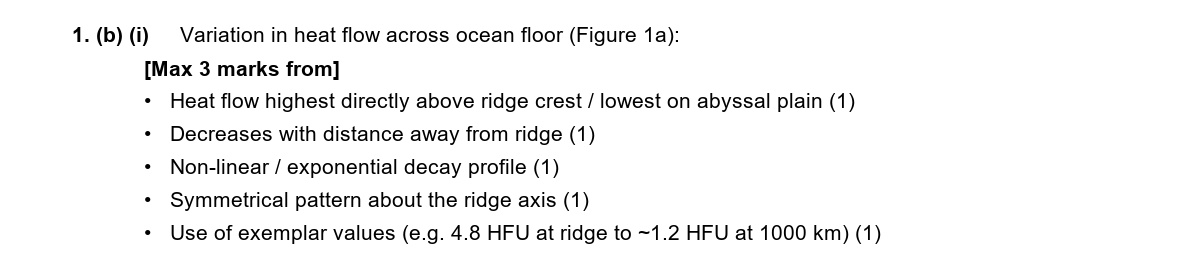 1. (b) (i) Variation in heat flow across ocean floor (Figure 1a):
[Max 3 marks from]
• Heat flow highest directly above ridge crest / lowest on abyssal plain (1)
• Decreases with distance away from ridge (1)
• Non-linear / exponential decay profile (1)
• Symmetrical pattern about the ridge axis (1)
• Use of exemplar values (e.g. 4.8 HFU at ridge to ~1.2 HFU at 1000 km) (1)